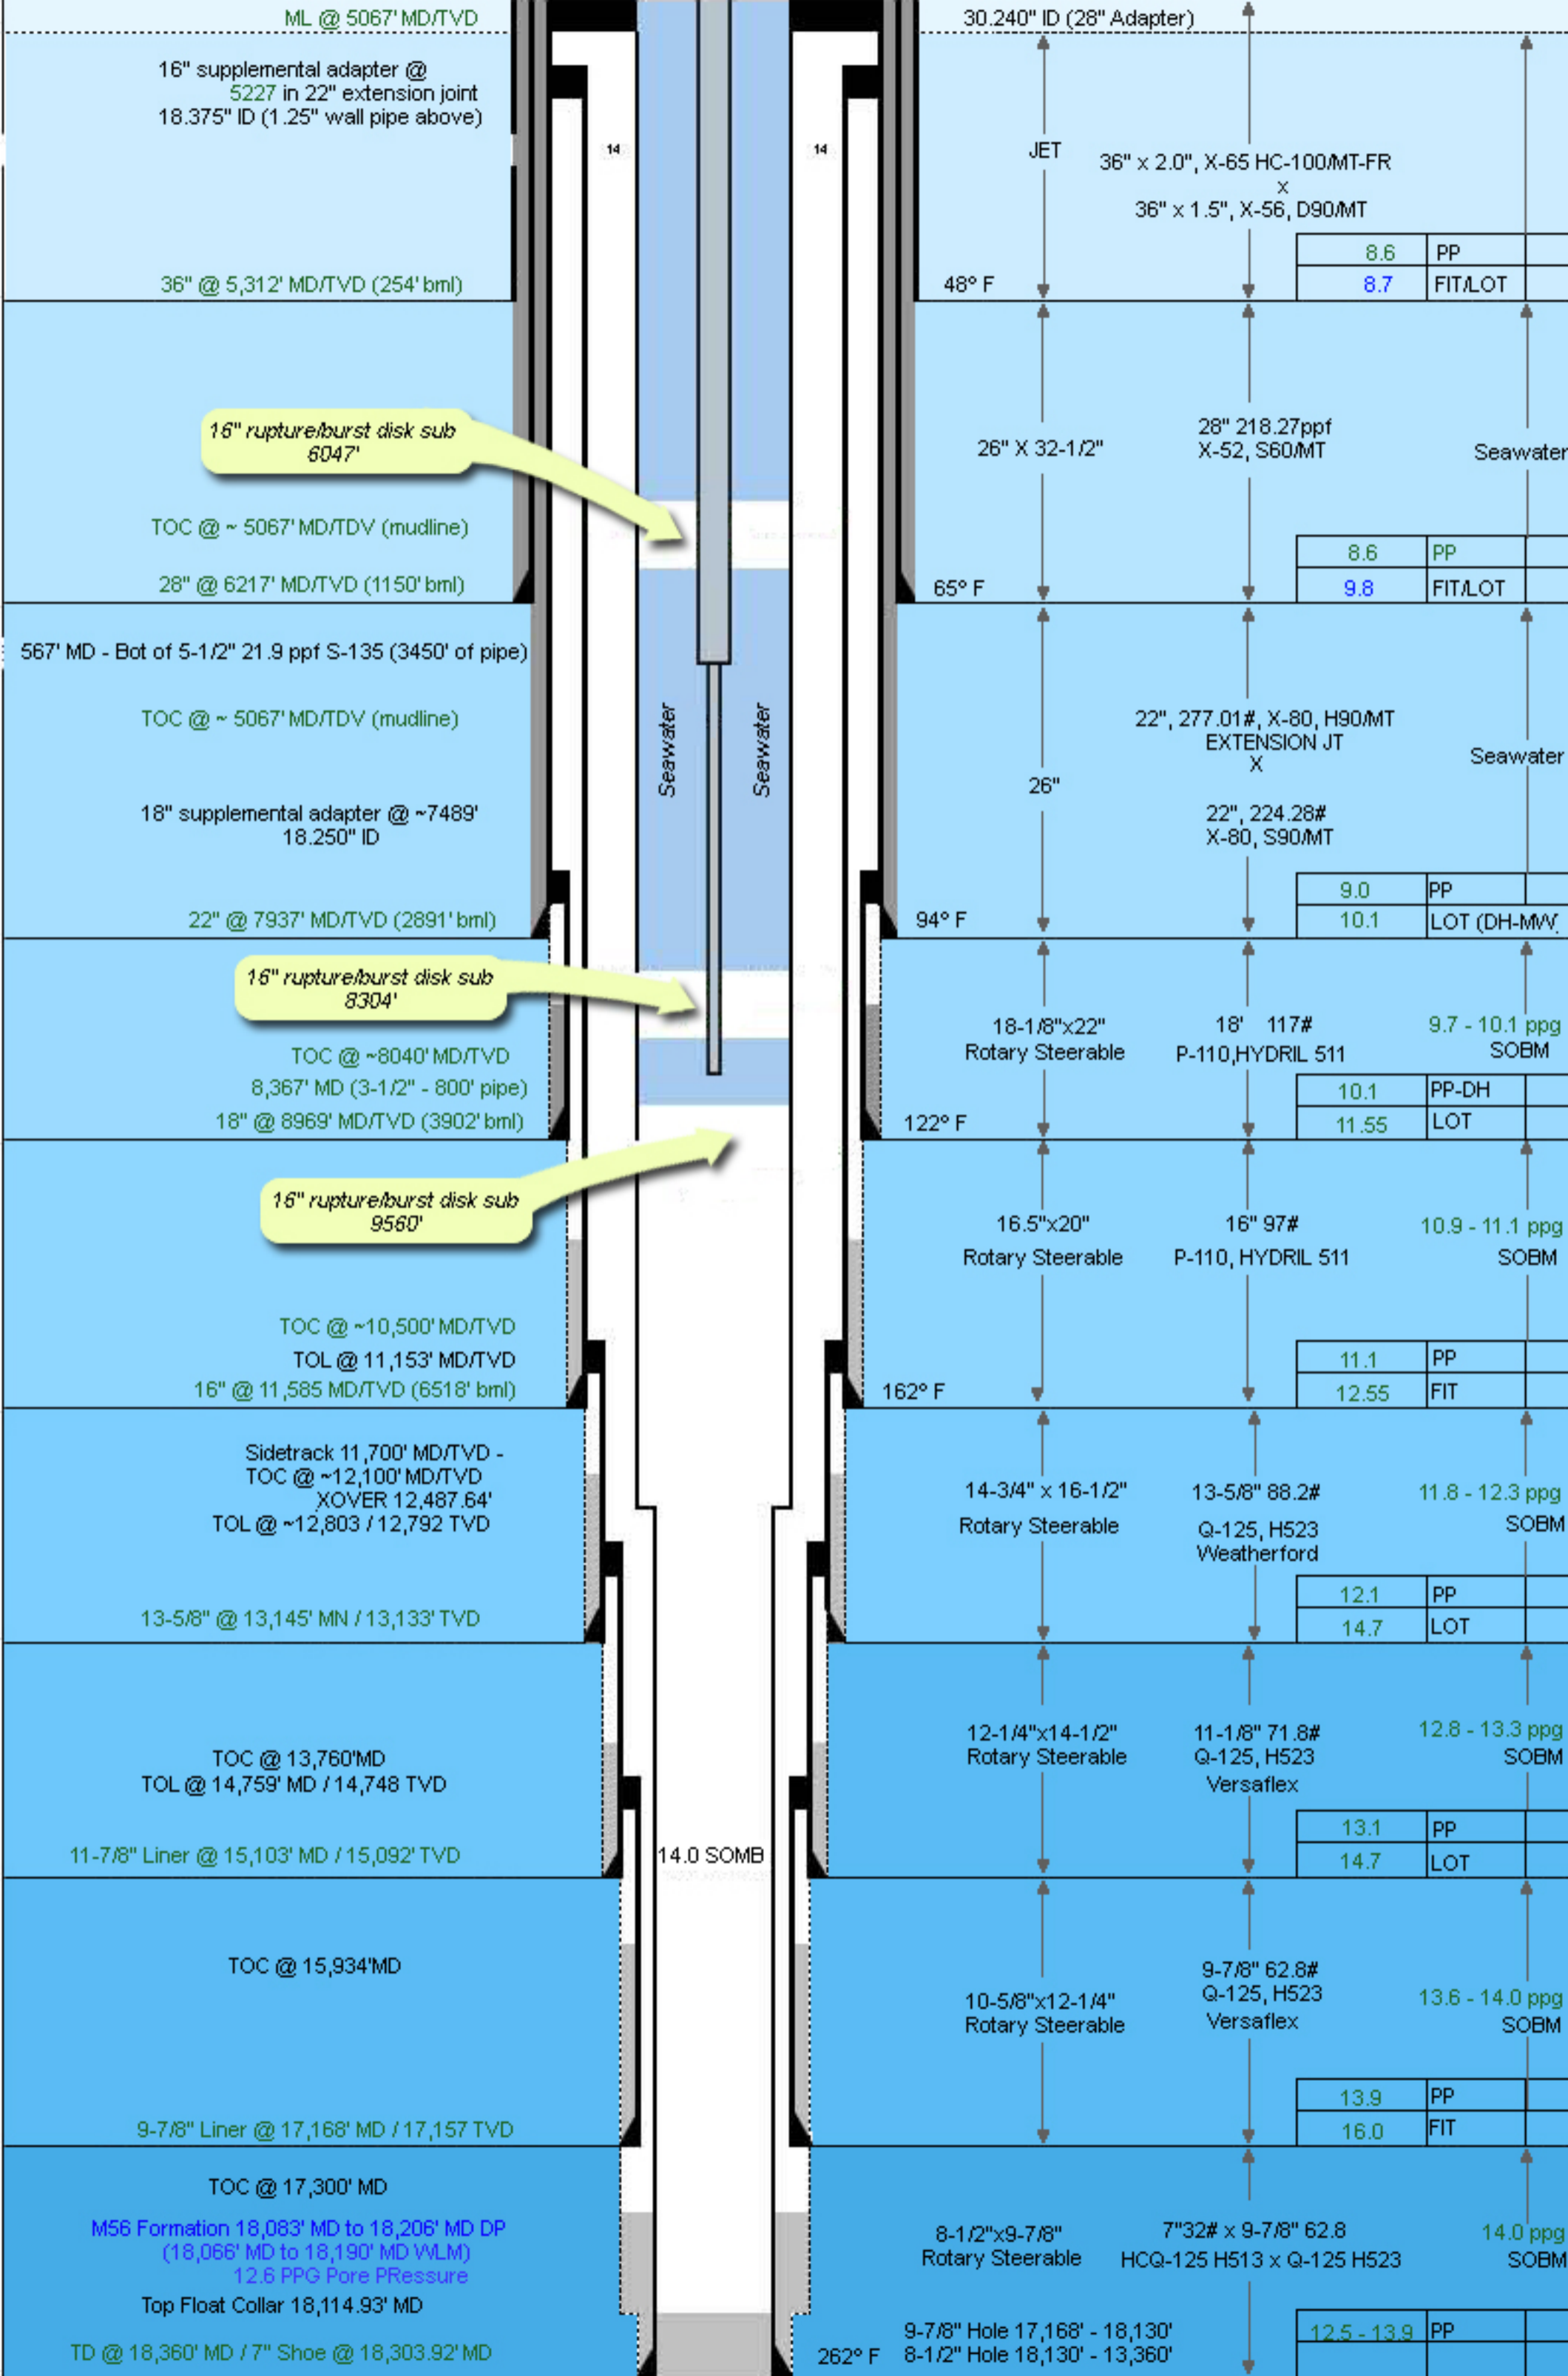 ML @ 5067' MD/TVD
30.240" ID (28" Adapter)
16" supplemental adapter @
5227 in 22" extension joint
18.375" ID (1.25" wall pipe above)
14
14
JET
36" x 2.0", X-65 HC-100/MT-FR
x
36" x 1.5", X-56, D90/MT
8.6 PP
8.7 FIT/LOT
36" @ 5,312' MD/TVD (254' bml)
48° F
16" rupture/burst disk sub
6047'
26" X 32-1/2"
28" 218.27ppf
X-52, S60/MT
Seawater
TOC @ ~ 5067' MD/TDV (mudline)
28" @ 6217' MD/TVD (1150' bml)
65° F
8.6 PP
9.8 FIT/LOT
567' MD - Bot of 5-1/2" 21.9 ppf S-135 (3450' of pipe)
TOC @ ~ 5067' MD/TDV (mudline)
18" supplemental adapter @ ~7489'
18.250" ID
22" @ 7937' MD/TVD (2891' bml)
Seawater
Seawater
94° F
26"
22", 277.01#, X-80, H90/MT
EXTENSION JT
X
22", 224.28#
X-80, S90/MT
Seawater
9.0 PP
10.1 LOT (DH-MW)
16" rupture/burst disk sub
8304'
TOC @ ~8040' MD/TVD
8,367' MD (3-1/2" - 800' pipe)
18" @ 8969' MD/TVD (3902' bml)
122° F
18-1/8"x22"
Rotary Steerable
18' 117#
P-110,HYDRIL 511
9.7 - 10.1 ppg
SOBM
10.1 PP-DH
11.55 LOT
16" rupture/burst disk sub
9560'
16.5"x20"
Rotary Steerable
16" 97#
P-110, HYDRIL 511
10.9 - 11.1 ppg
SOBM
TOC @ ~10,500' MD/TVD
TOL @ 11,153' MD/TVD
16" @ 11,585 MD/TVD (6518' bml)
162° F
11.1 PP
12.55 FIT
Sidetrack 11,700' MD/TVD -
TOC @ ~12,100' MD/TVD
XOVER 12,487.64'
TOL @ ~12,803 / 12,792 TVD
13-5/8" @ 13,145' MN / 13,133' TVD
14-3/4" x 16-1/2"
Rotary Steerable
13-5/8" 88.2#
Q-125, H523
Weatherford
11.8 - 12.3 ppg
SOBM
12.1 PP
14.7 LOT
TOC @ 13,760'MD
TOL @ 14,759' MD / 14,748 TVD
11-7/8" Liner @ 15,103' MD / 15,092' TVD
14.0 SOMB
12-1/4"x14-1/2"
Rotary Steerable
11-1/8" 71.8#
Q-125, H523
Versaflex
12.8 - 13.3 ppg
SOBM
13.1 PP
14.7 LOT
TOC @ 15,934'MD
9-7/8" Liner @ 17,168' MD / 17,157 TVD
10-5/8"x12-1/4"
Rotary Steerable
9-7/8" 62.8#
Q-125, H523
Versaflex
13.6 - 14.0 ppg
SOBM
13.9 PP
16.0 FIT
TOC @ 17,300' MD
M56 Formation 18,083' MD to 18,206' MD DP
(18,066' MD to 18,190' MD WLM)
12.6 PPG Pore PRessure
Top Float Collar 18,114.93' MD
TD @ 18,360' MD / 7" Shoe @ 18,303.92' MD
262° F
8-1/2"x9-7/8"
Rotary Steerable
7"32# x 9-7/8" 62.8
HCQ-125 H513 x Q-125 H523
14.0 ppg
SOBM
9-7/8" Hole 17,168' - 18,130'
8-1/2" Hole 18,130' - 13,360'
12.5 - 13.9 PP